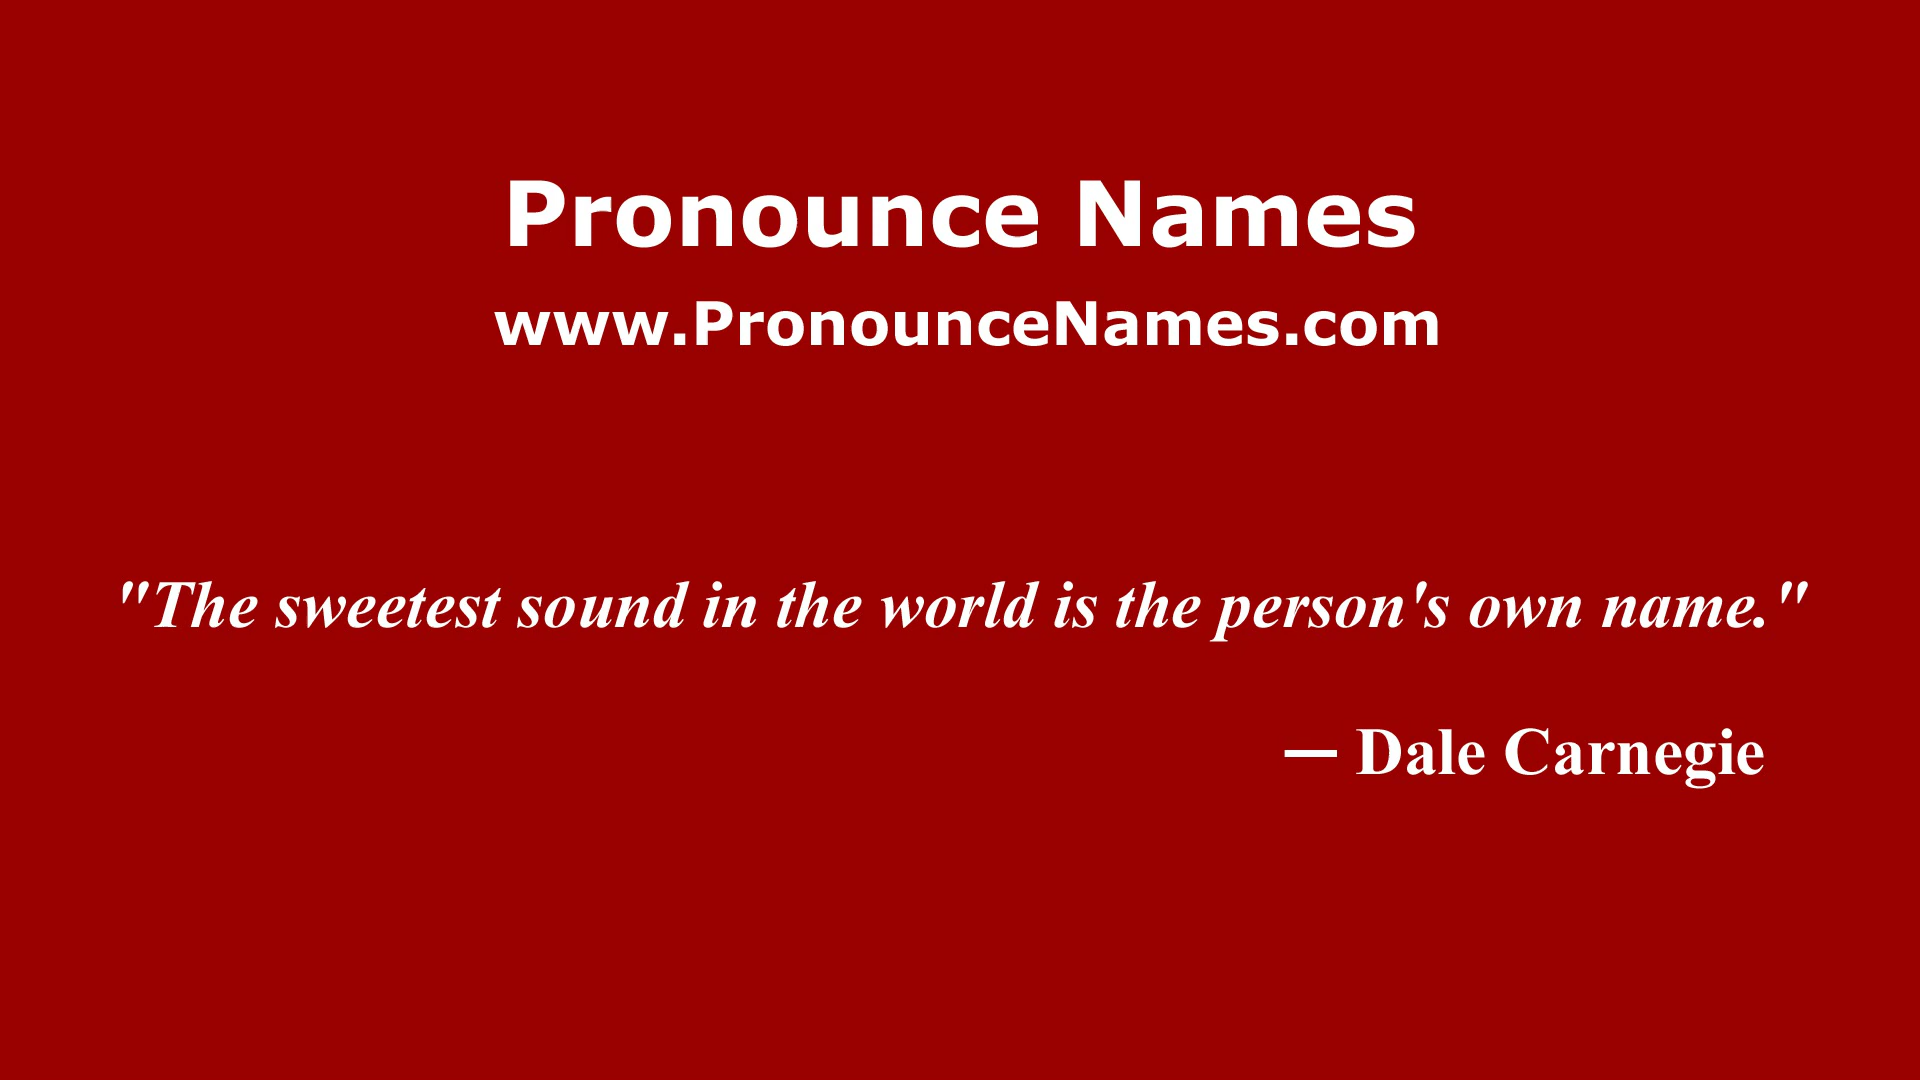 Pronounce Names
www.PronounceNames.com
"The sweetest sound in the world is the person's own name."
— Dale Carnegie